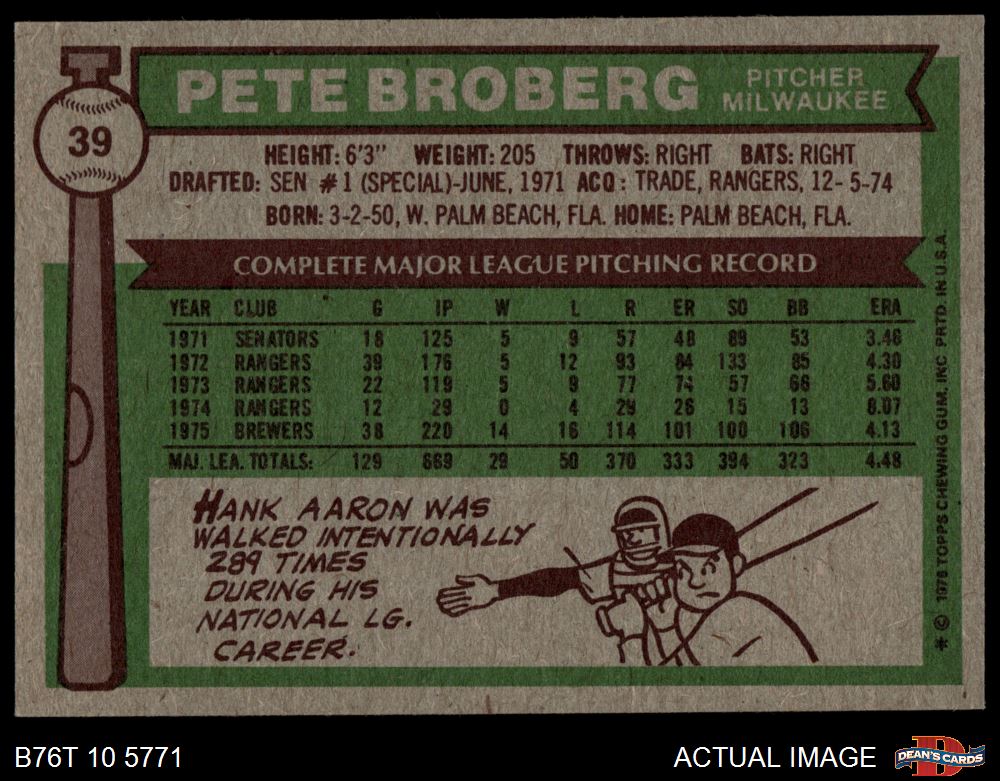 39
PETE BROBERG
PITCHER
MILWAUKEE
HEIGHT: 6'3" WEIGHT: 205 THROWS: RIGHT BATS: RIGHT
DRAFTED: SEN #1 (SPECIAL)-JUNE, 1971 ACQ: TRADE, RANGERS, 12-5-74
BORN: 3-2-50, W. PALM BEACH, FLA. HOME: PALM BEACH, FLA.
COMPLETE MAJOR LEAGUE PITCHING RECORD
YEAR CLUB G IP W L R ER SO BB ERA
1971 SENATORS 18 125 5 9 57 48 89 53 3.46
1972 RANGERS 39 176 5 12 93 84 133 85 4.30
1973 RANGERS 22 119 5 9 77 74 57 66 5.60
1974 RANGERS 12 29 0 4 29 26 15 13 8.07
1975 BREWERS 38 220 14 16 114 101 100 106 4.13
MAJ. LEA. TOTALS: 129 669 29 50 370 333 394 323 4.48
HANK AARON WAS
WALKED INTENTIONALLY
289 TIMES
DURING HIS
NATIONAL LG.
CAREER.
* © 1976 TOPPS CHEWING GUM, INC. PRTD. IN U.S.A.
B76T 10 5771
ACTUAL IMAGE
D
DEAN'S CARDS